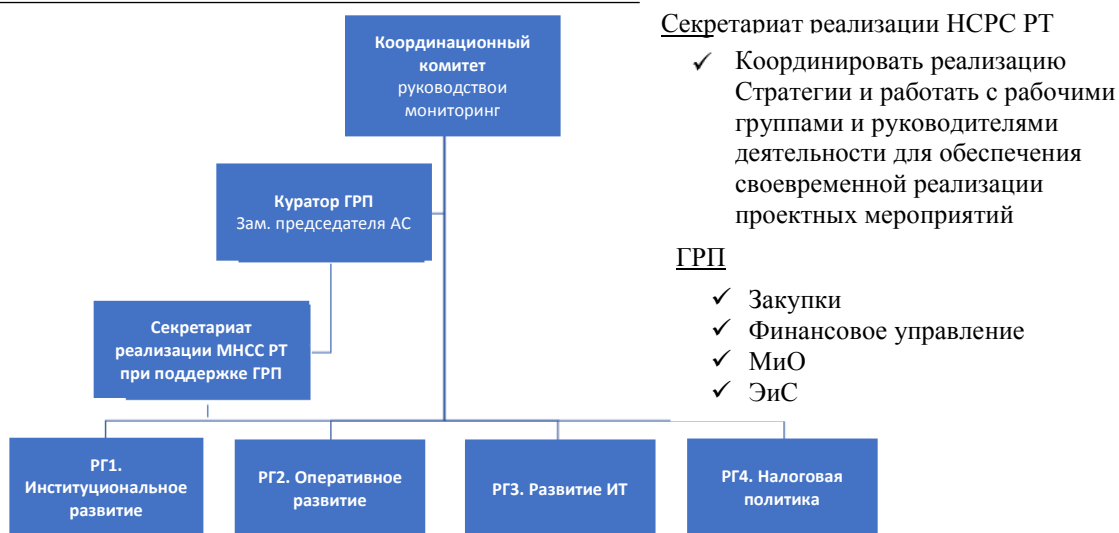 Координационный
комитет
руководствои
мониторинг
Куратор ГРП
Зам. председателя АС
Секретариат
реализации МНСС РТ
при поддержке ГРП
РГ1.
Институциональное
развитие
РГ2. Оперативное
развитие
РГ3. Развитие ИТ
РГ4. Налоговая
политика
Секретариат реализации НСРС РТ
✓ Координировать реализацию
Стратегии и работать с рабочими
группами и руководителями
деятельности для обеспечения
своевременной реализации
проектных мероприятий
ГРП
✓ Закупки
✓ Финансовое управление
✓ МиО
✓ ЭиС